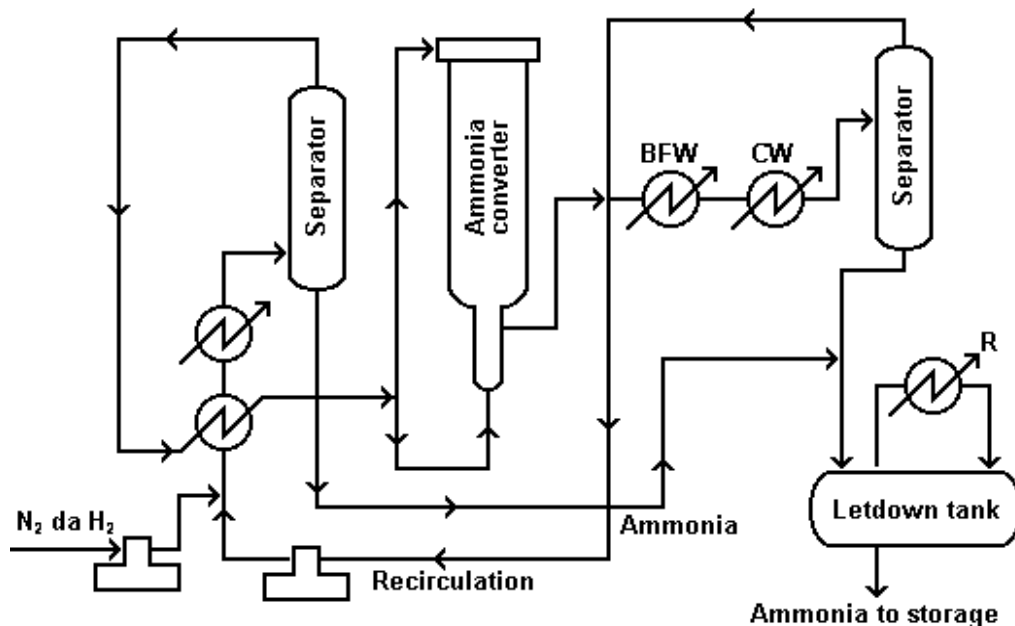 Separator
Ammonia
converter
BFW
CW
Separator
R
N₂ da H₂
Recirculation
Ammonia
Letdown tank
Ammonia to storage